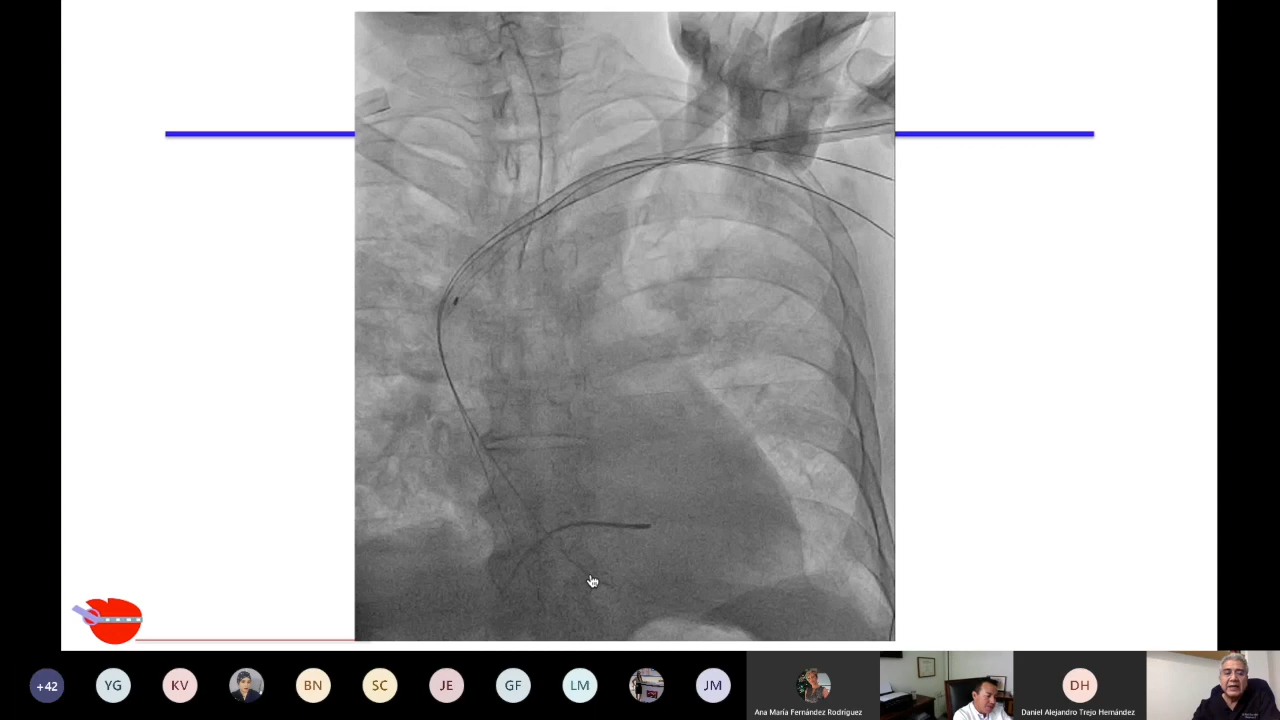 +42
YG
KV
BN
SC
JE
GF
LM
JM
Ana María Fernández Rodríguez
DH
Daniel Alejandro Trejo Hernández